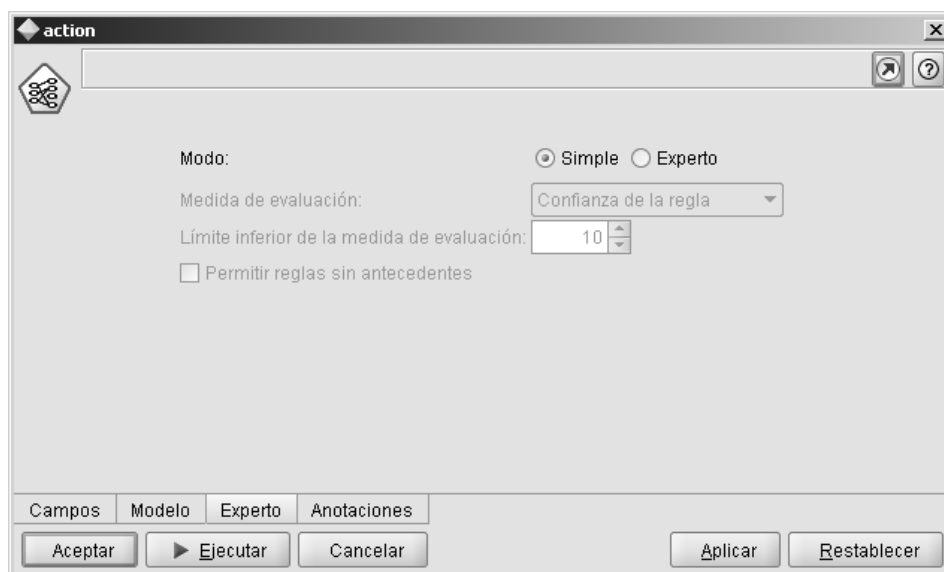 action
Modo:
Simple
Experto
Medida de evaluación:
Confianza de la regla
Límite inferior de la medida de evaluación:
10
Permitir reglas sin antecedentes
Campos
Modelo
Experto
Anotaciones
Aceptar
Ejecutar
Cancelar
Aplicar
Restablecer